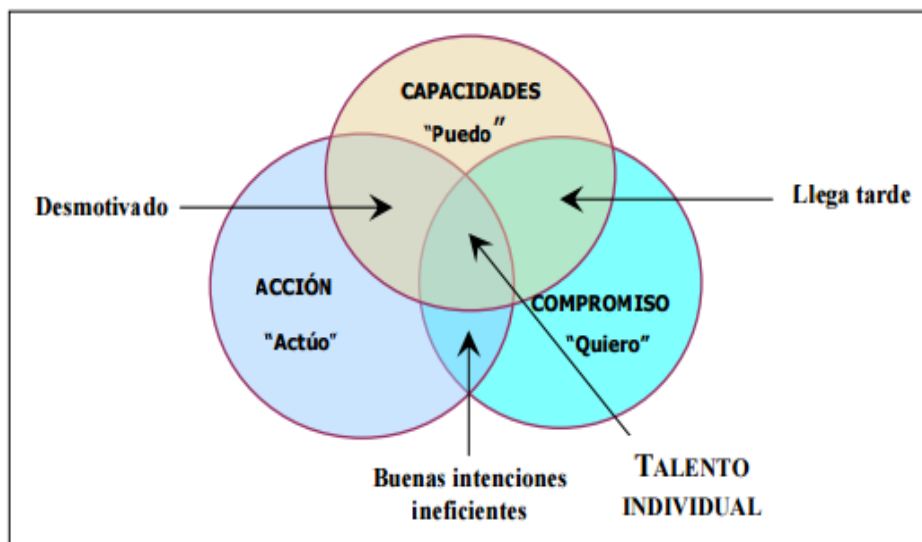 CAPACIDADES
"Puedo"
Desmotivado
Llega tarde
ACCIÓN
"Actúo"
COMPROMISO
"Quiero"
Buenas intenciones
ineficientes
TALENTO
INDIVIDUAL